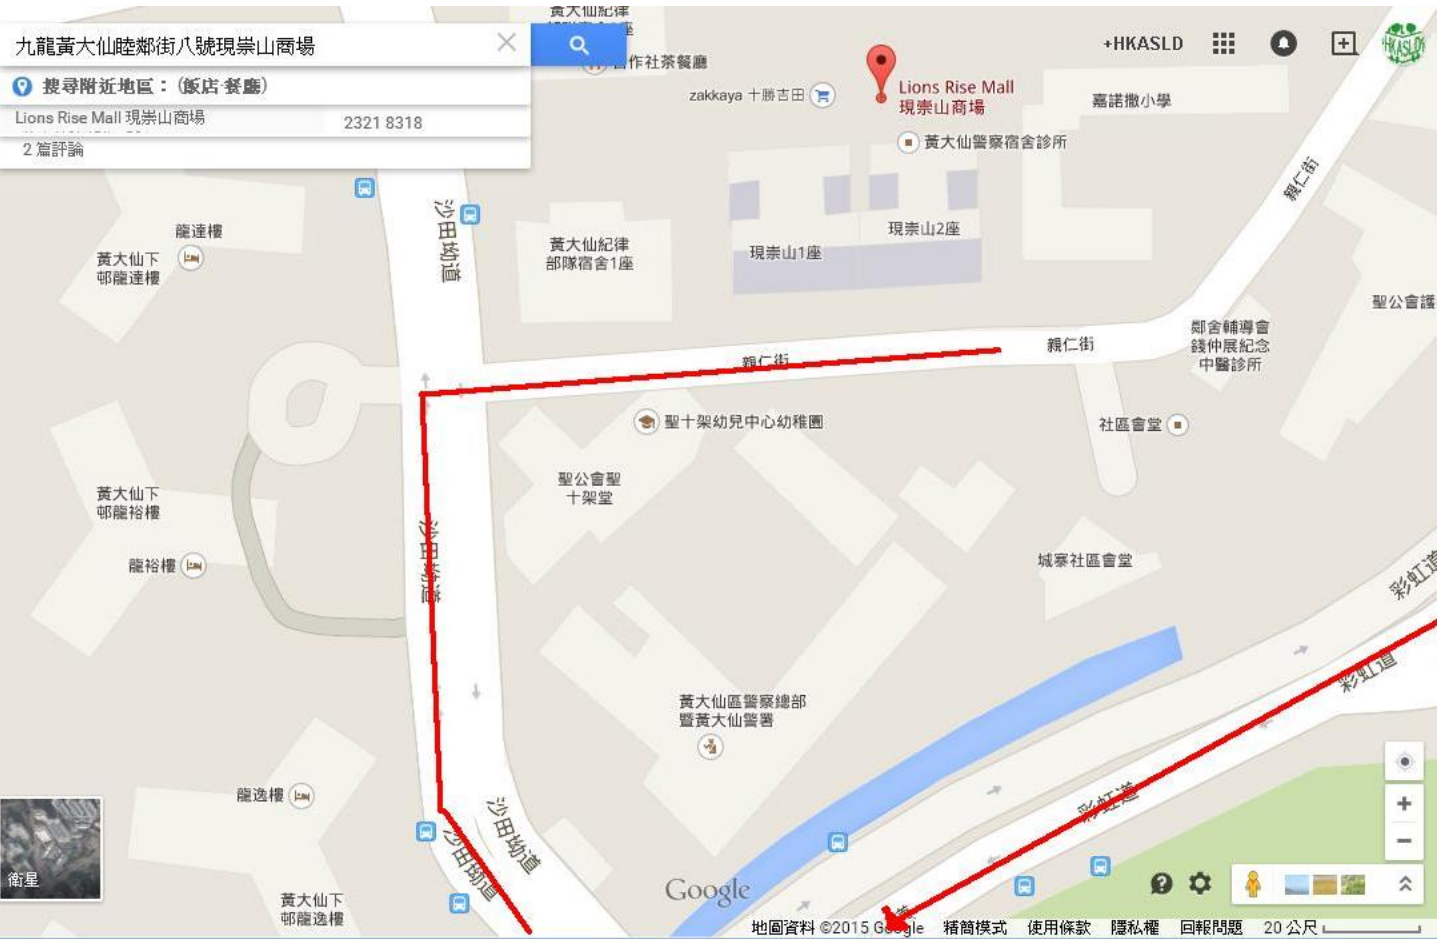 九龍黃大仙睦鄰街八號現崇山商場
搜尋附近地區：(飯店·餐廳)
Lions Rise Mall 現崇山商場
2321 8318
2 篇評論
黃大仙紀律
作社茶餐廳
+HKASLD
HKASLD
zakkaya 十勝吉田
Lions Rise Mall
現崇山商場
嘉諾撒小學
黃大仙警察宿舍診所
親仁街
龍達樓
黃大仙下
邨龍達樓
沙田坳道
黃大仙紀律
部隊宿舍1座
現崇山1座
現崇山2座
聖公會護
鄰舍輔導會
錢仲展紀念
中醫診所
親仁街
親仁街
聖十架幼兒中心幼稚園
社區會堂
聖公會聖
十架堂
黃大仙下
邨龍裕樓
龍裕樓
沙田坳道
城寨社區會堂
彩虹道
彩虹道
黃大仙區警察總部
暨黃大仙警署
龍逸樓
沙田坳道
沙田坳道
彩虹道
衛星
黃大仙下
邨龍逸樓
Google
道
地圖資料 ©2015 Google 精簡模式 使用條款 隱私權 回報問題 20 公尺